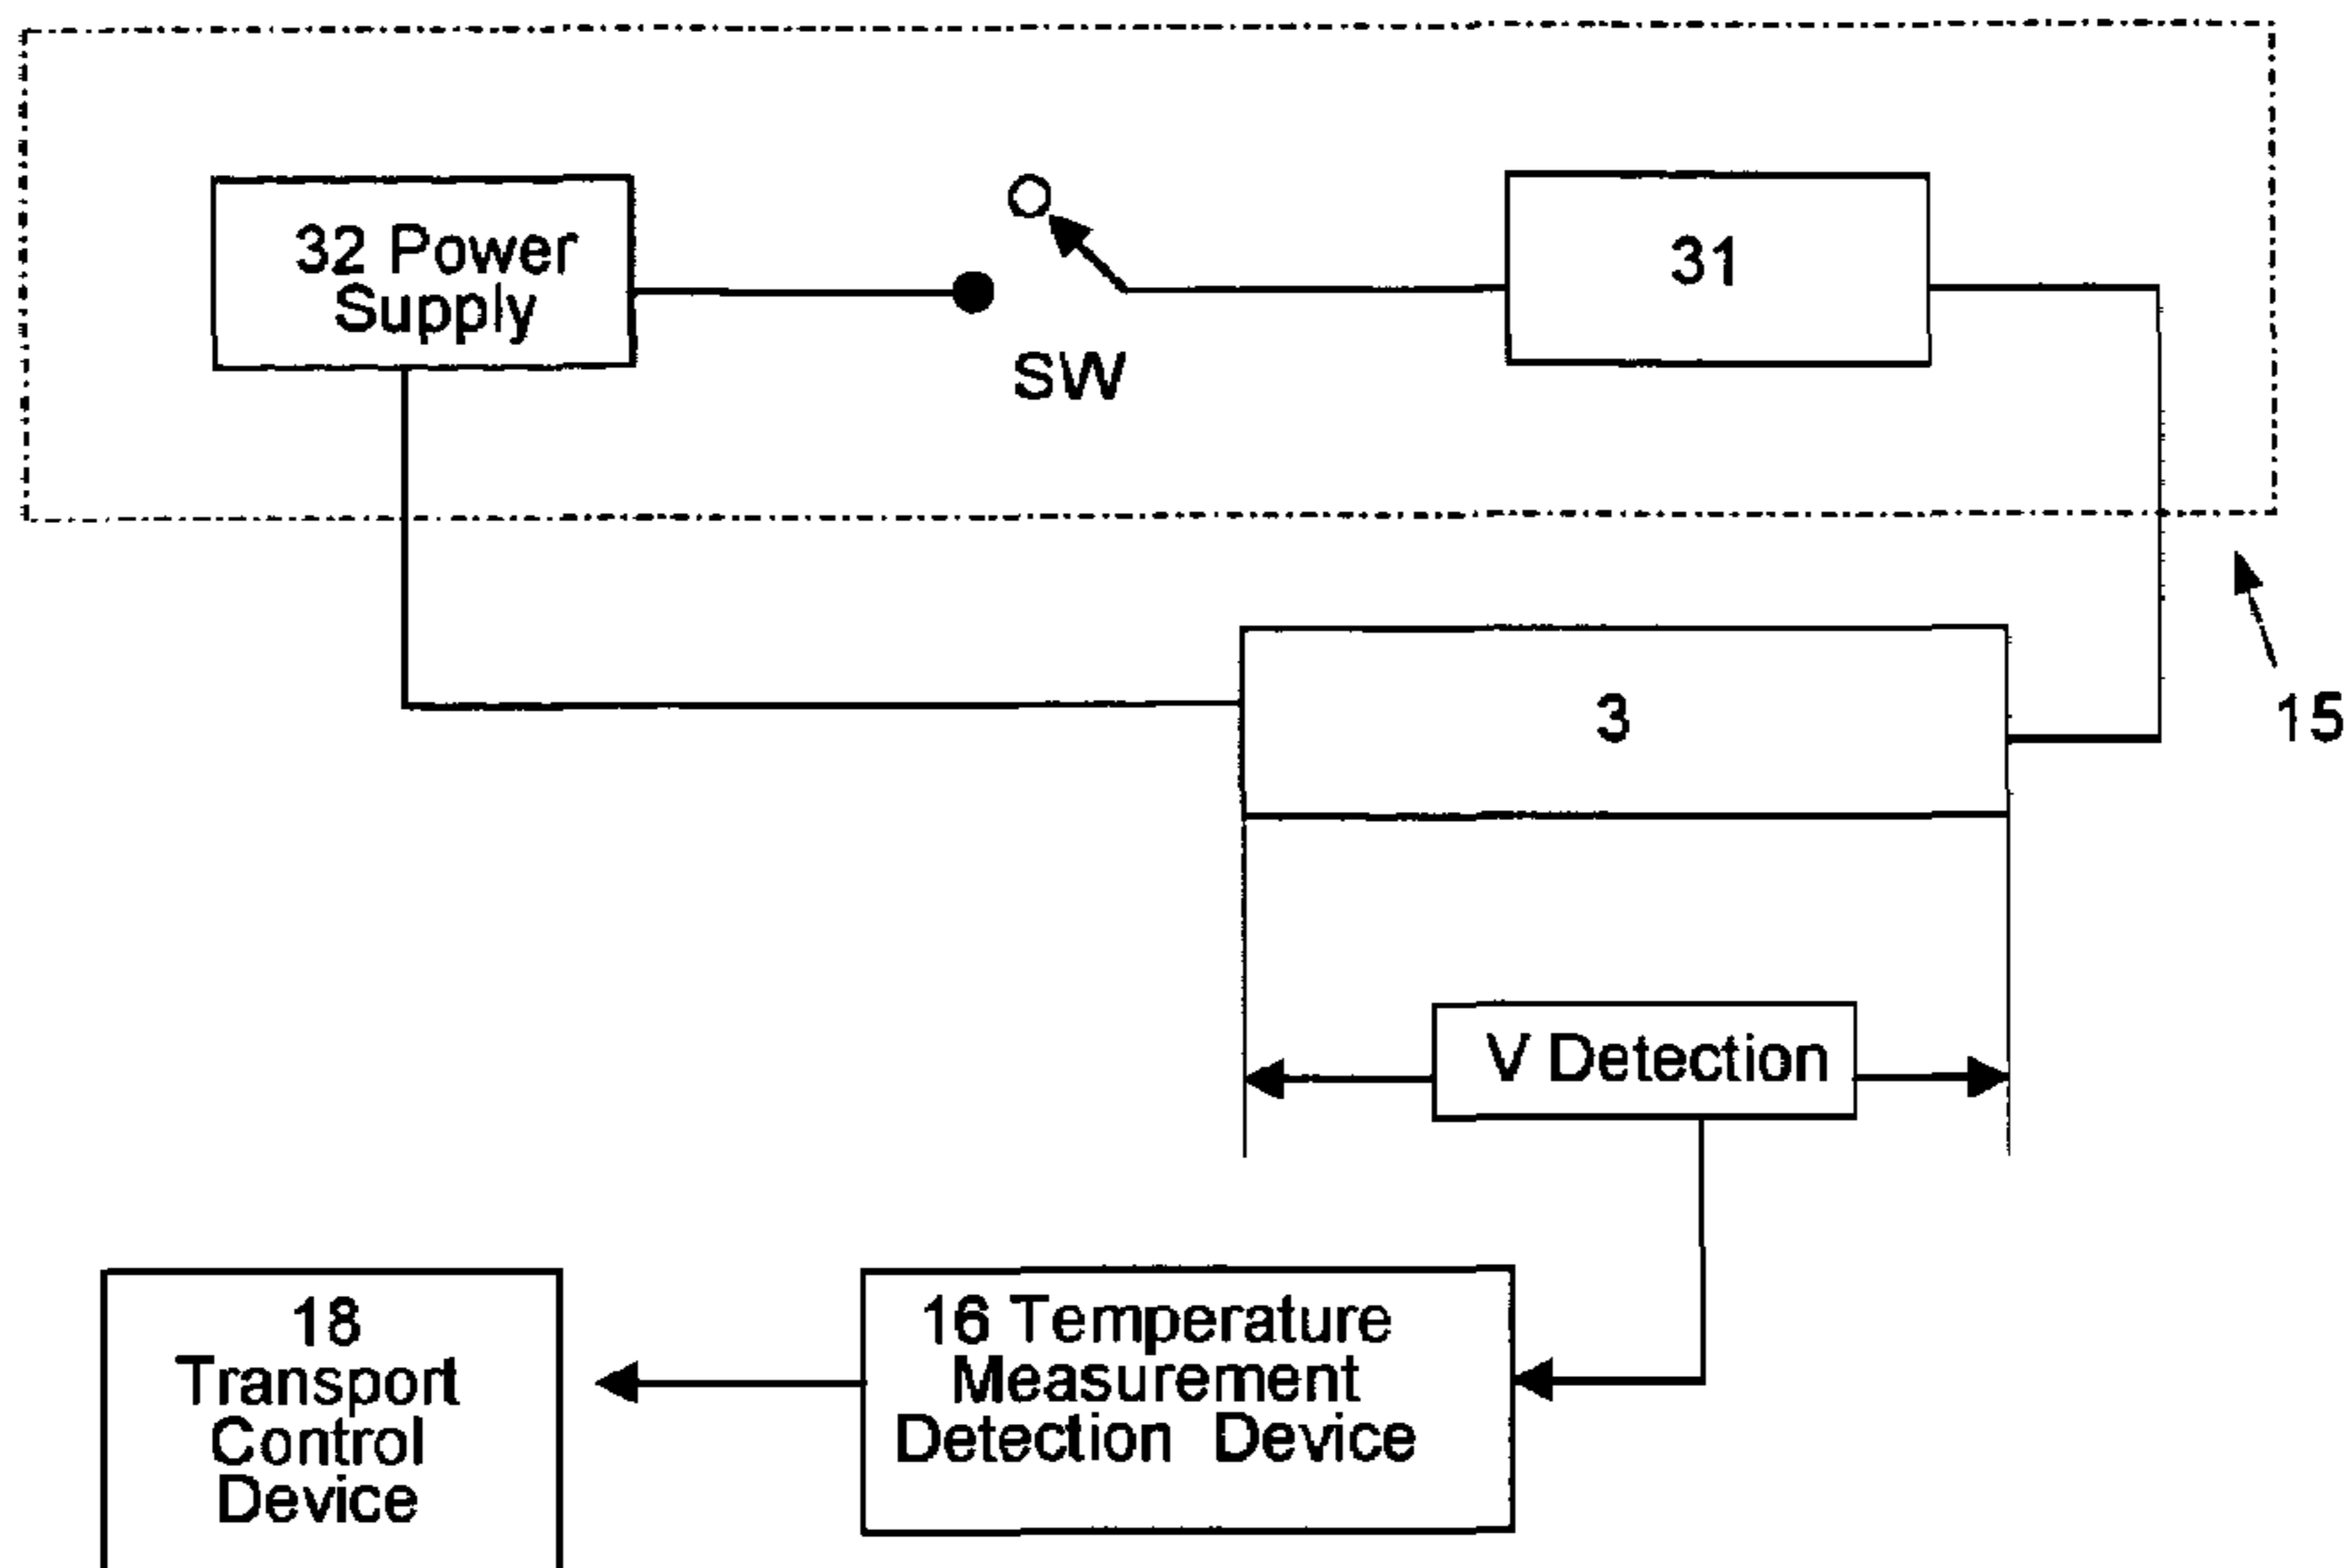 32 Power
Supply
SW
31
3
15
V Detection
18
Transport
Control
Device
16 Temperature
Measurement
Detection Device